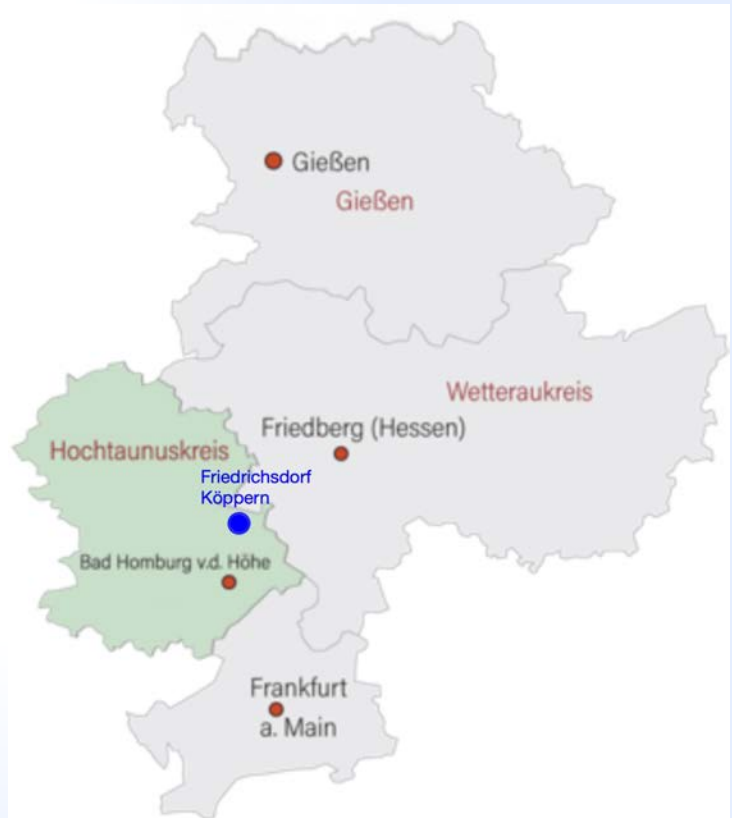 Gießen
Gießen
Wetteraukreis
Friedberg (Hessen)
Hochtaunuskreis
Friedrichsdorf
Köppern
Bad Homburg v.d. Höhe
Frankfurt
a. Main